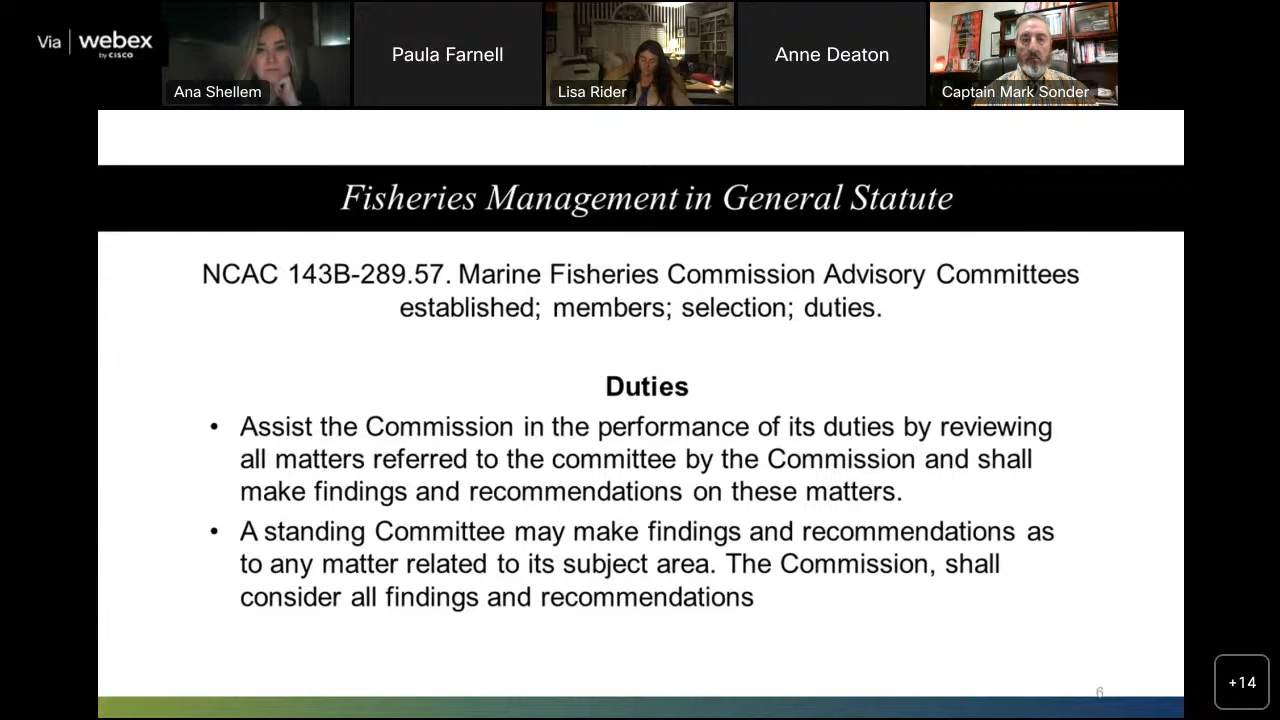 Via | webex
by CISCO
Ana Shellem
Paula Farnell
Lisa Rider
Anne Deaton
Captain Mark Sonder
Fisheries Management in General Statute
NCAC 143B-289.57. Marine Fisheries Commission Advisory Committees
established; members; selection; duties.
Duties
• Assist the Commission in the performance of its duties by reviewing
all matters referred to the committee by the Commission and shall
make findings and recommendations on these matters.
• A standing Committee may make findings and recommendations as
to any matter related to its subject area. The Commission, shall
consider all findings and recommendations
6
+14